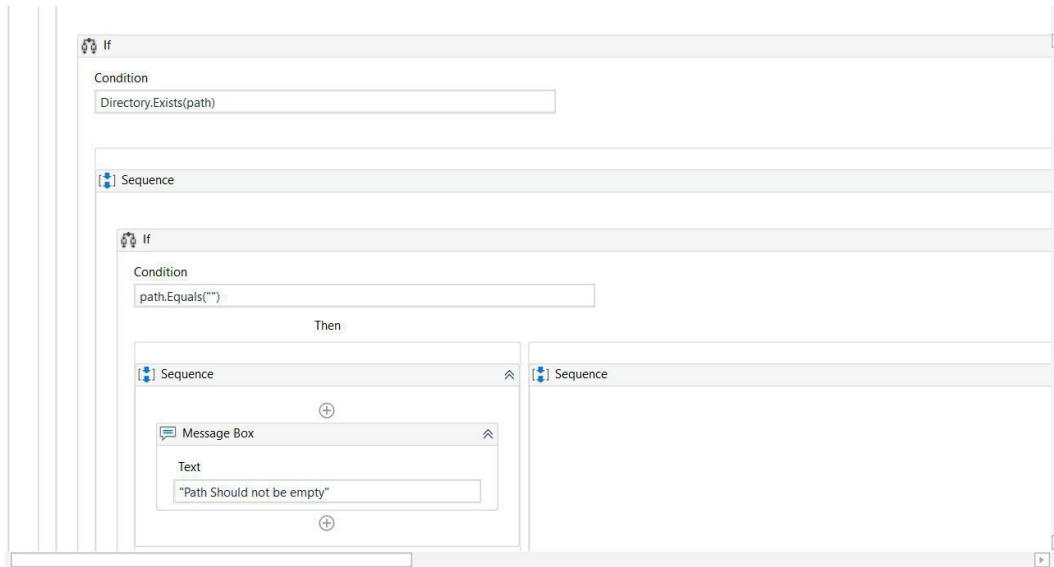 If
Condition
Directory.Exists(path)
Sequence
If
Condition
path.Equals("")
Then
Sequence
Sequence
Message Box
Text
"Path Should not be empty"